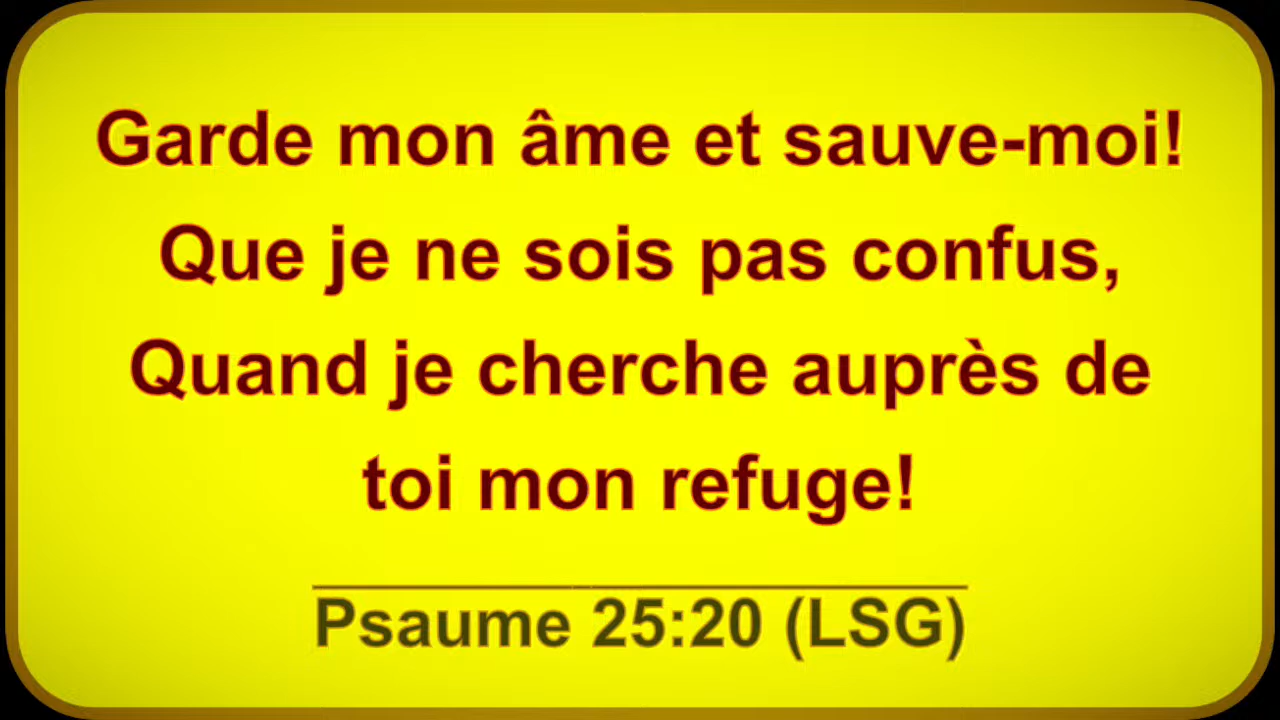 Garde mon âme et sauve-moi!
Que je ne sois pas confus,
Quand je cherche auprès de
toi mon refuge!
Psaume 25:20 (LSG)